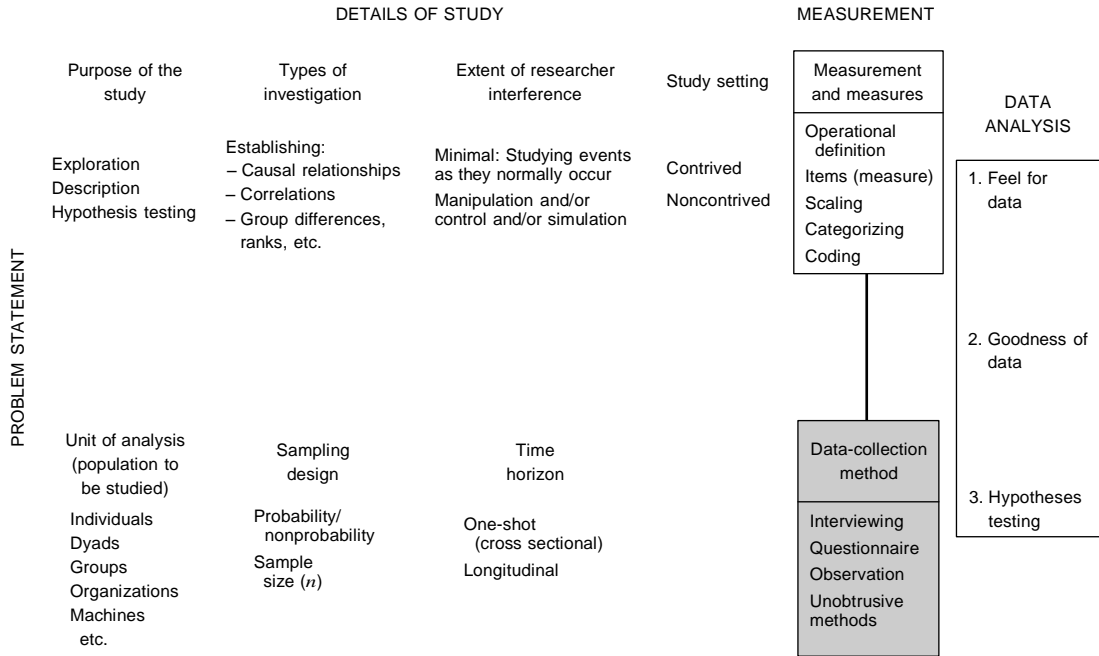 DETAILS OF STUDY
MEASUREMENT
Purpose of the
study
Types of
investigation
Extent of researcher
interference
Study setting
Measurement
and measures
DATA
ANALYSIS
Exploration
Description
Hypothesis testing
Establishing:
– Causal relationships
– Correlations
– Group differences,
ranks, etc.
Minimal: Studying events
as they normally occur
Manipulation and/or
control and/or simulation
Contrived
Noncontrived
Operational
definition
Items (measure)
Scaling
Categorizing
Coding
1. Feel for
data
2. Goodness of
data
3. Hypotheses
testing
PROBLEM STATEMENT
Unit of analysis
(population to
be studied)
Sampling
design
Time
horizon
Data-collection
method
Individuals
Dyads
Groups
Organizations
Machines
etc.
Probability/
nonprobability
Sample
size (n)
One-shot
(cross sectional)
Longitudinal
Interviewing
Questionnaire
Observation
Unobtrusive
methods